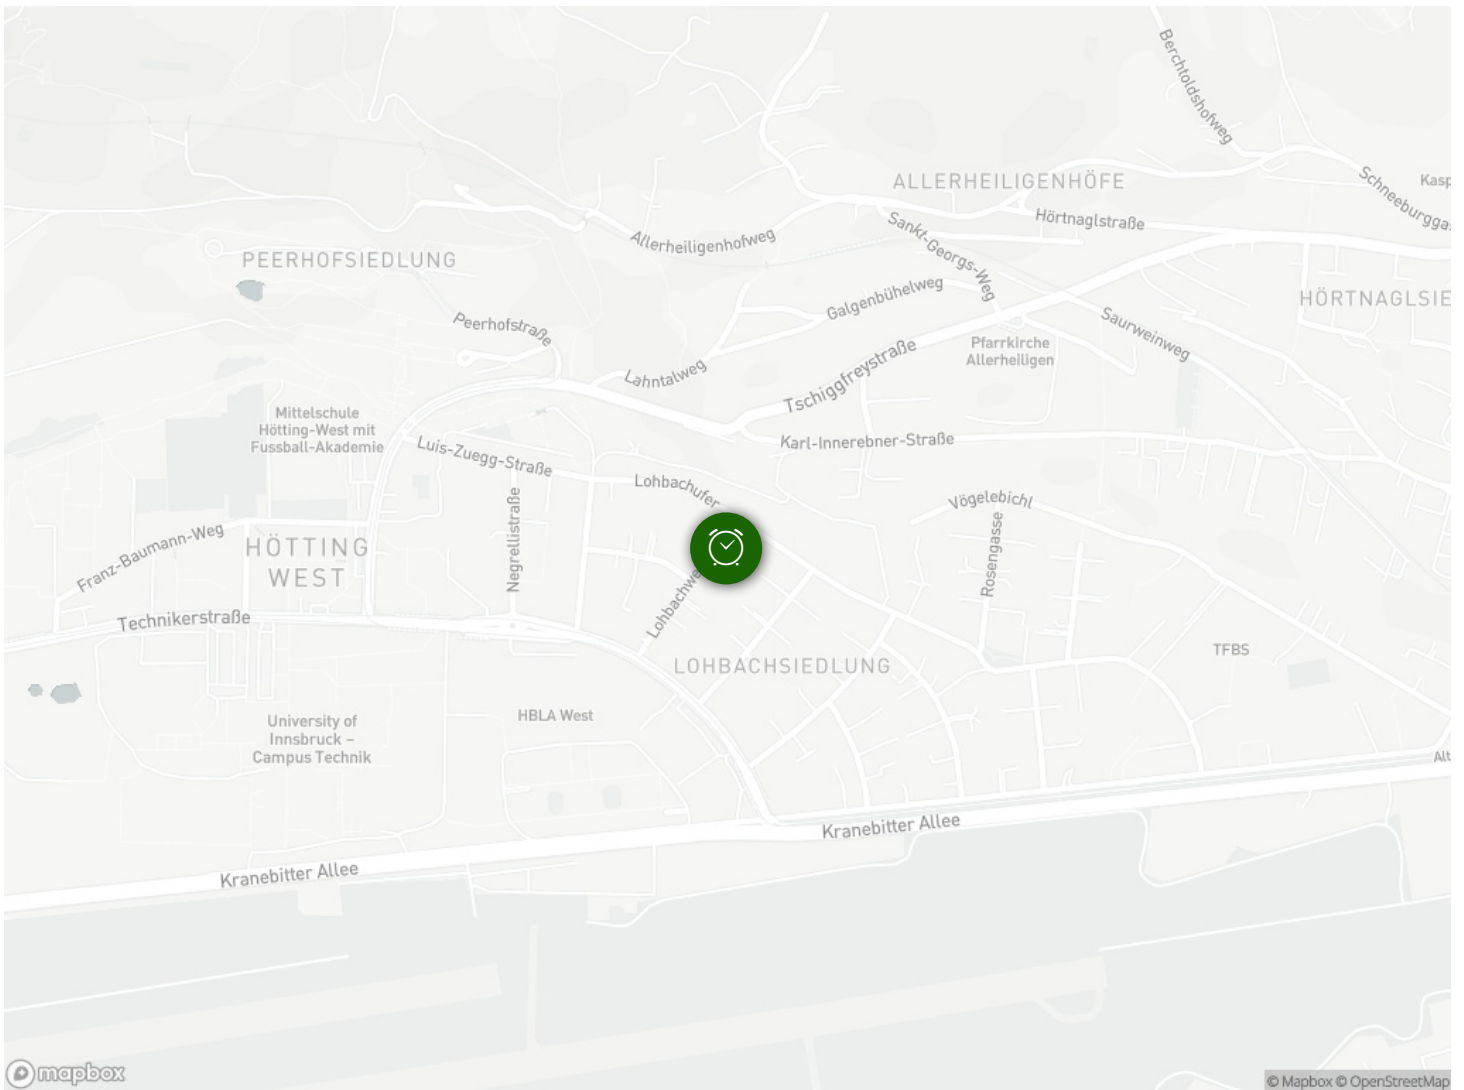 Berchtoldshofweg
ALLERHEILIGENHÖFE
Schneeburggas
Kasp
Hörtnaglstraße
Sankt-Georgs-Weg
Allerheiligenhofweg
PEERHOFSIEDLUNG
Galgenbühelweg
HÖRTNAGLSIE
Peerhofstraße
Saurweinweg
Pfarrkirche
Allerheiligen
Lahntalweg
Tschiggfreystraße
Mittelschule
Hötting-West mit
Fussball-Akademie
Luis-Zuegg-Straße
Karl-Innerebner-Straße
Lohbachufer
Vögelebichl
Negrellistraße
Rosengasse
Franz-Baumann-Weg
HÖTTING
WEST
Lohbachwe
Technikerstraße
LOHBACHSIEDLUNG
TFBS
University of
Innsbruck –
Campus Technik
HBLA West
Alt
Kranebitter Allee
Kranebitter Allee
mapbox
© Mapbox © OpenStreetMap